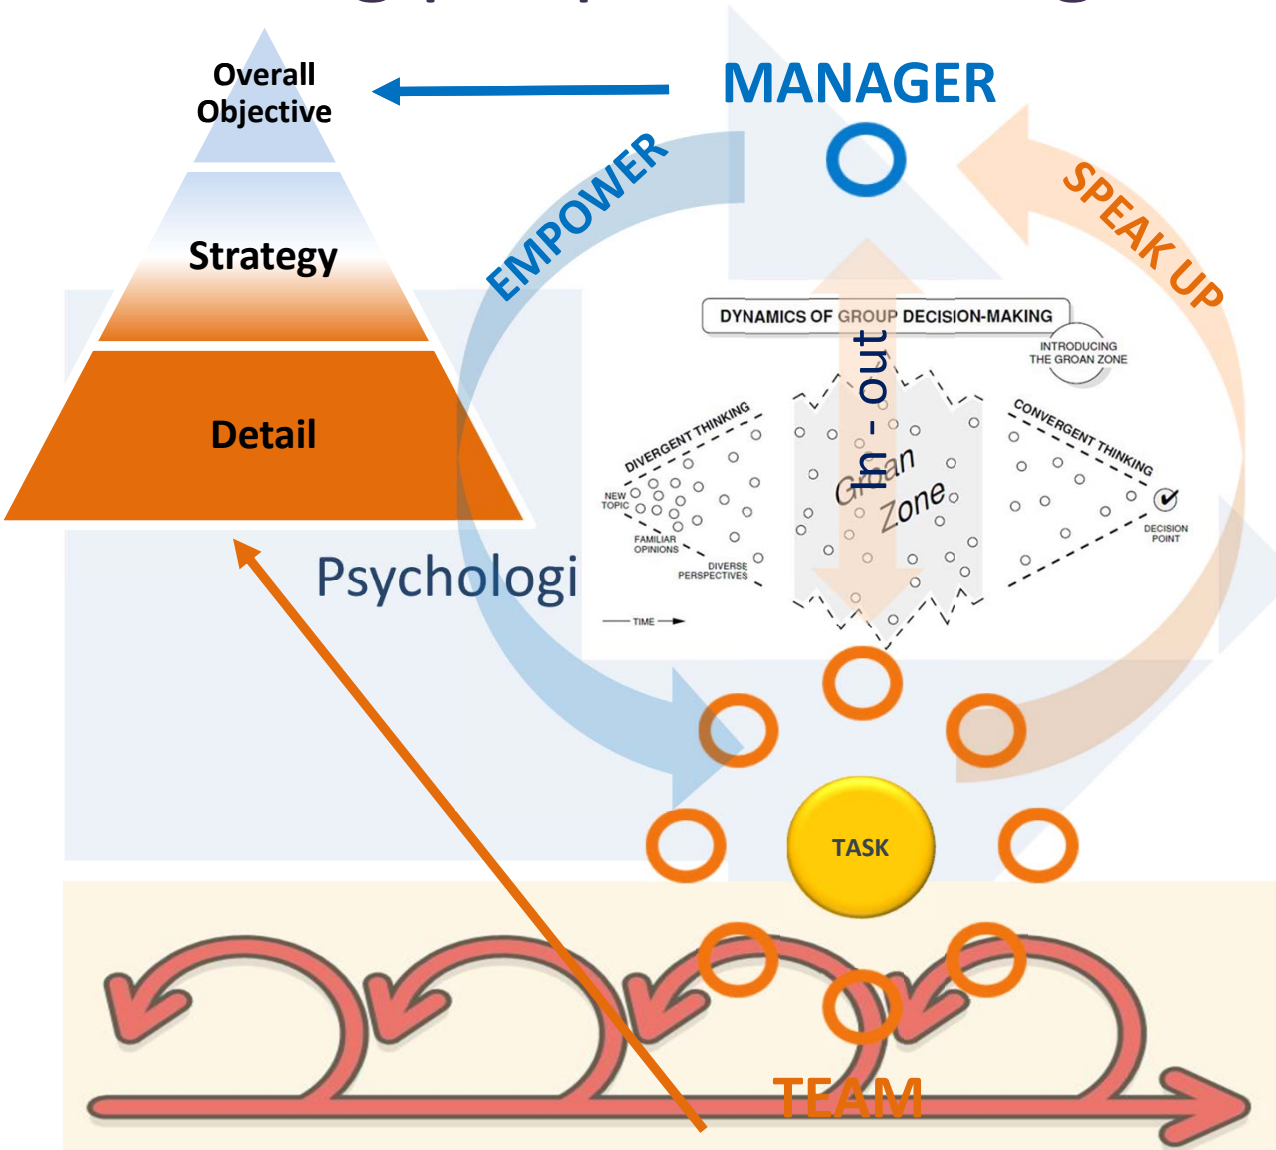 Overall
Objective
MANAGER
EMPOWER
SPEAK UP
Strategy
Detail
DYNAMICS OF GROUP DECISION-MAKING
INTRODUCING
THE GROAN ZONE
In - out
DIVERGENT THINKING
CONVERGENT THINKING
Groan
Zone
NEW
TOPIC
FAMILIAR
OPINIONS
DIVERSE
PERSPECTIVES
DECISION
POINT
TIME
Psychologi
TASK
TEAM